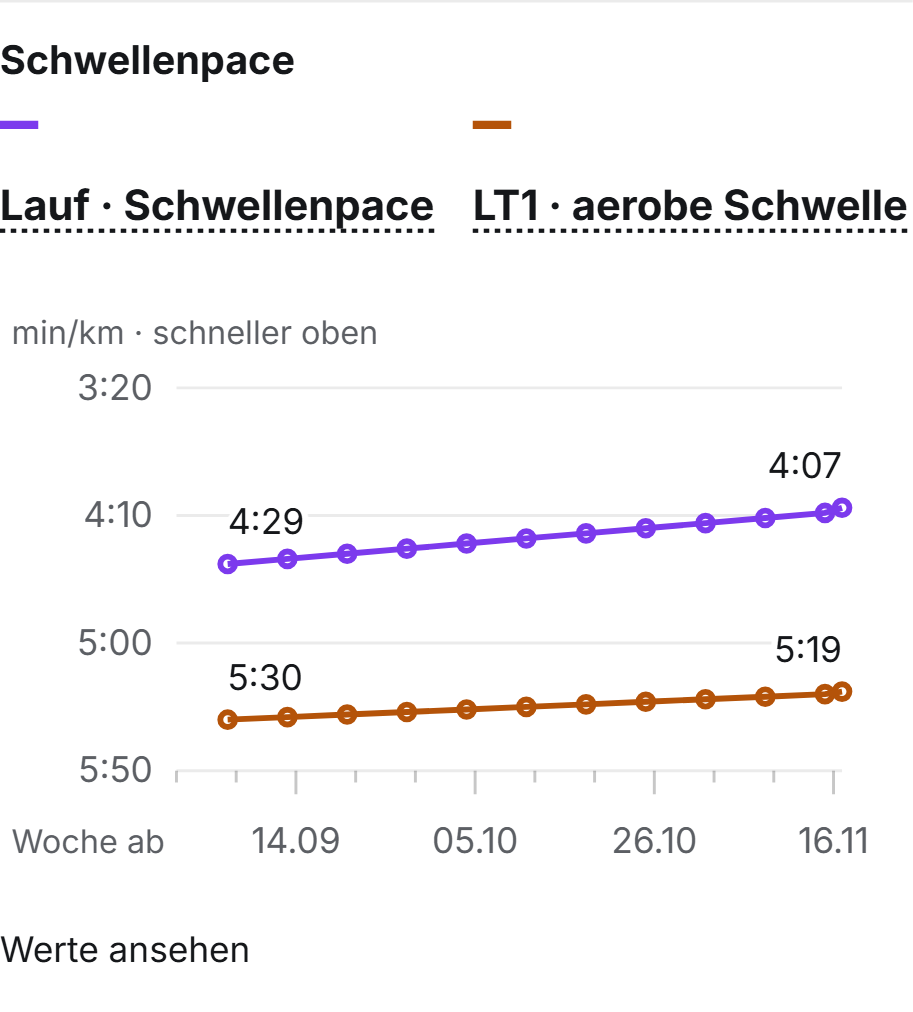 Schwellenpace
Lauf · Schwellenpace
LT1 · aerobe Schwelle
min/km · schneller oben
3:20
4:07
4:10
4:29
5:00
5:19
5:30
5:50
Woche ab 14.09 05.10 26.10 16.11
Werte ansehen